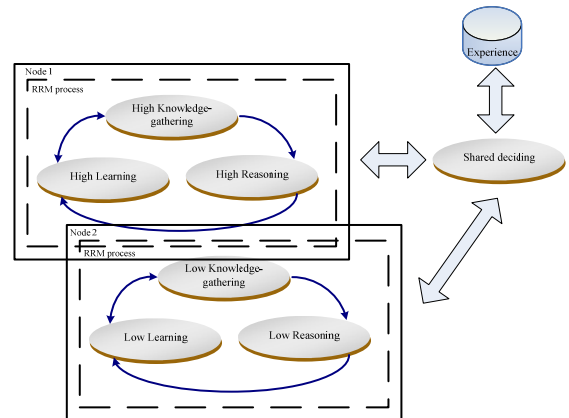 Experience
Node 1
RRM process
High Knowledge-
gathering
High Learning
High Reasoning
Shared deciding
Node 2
RRM process
Low Knowledge-
gathering
Low Learning
Low Reasoning